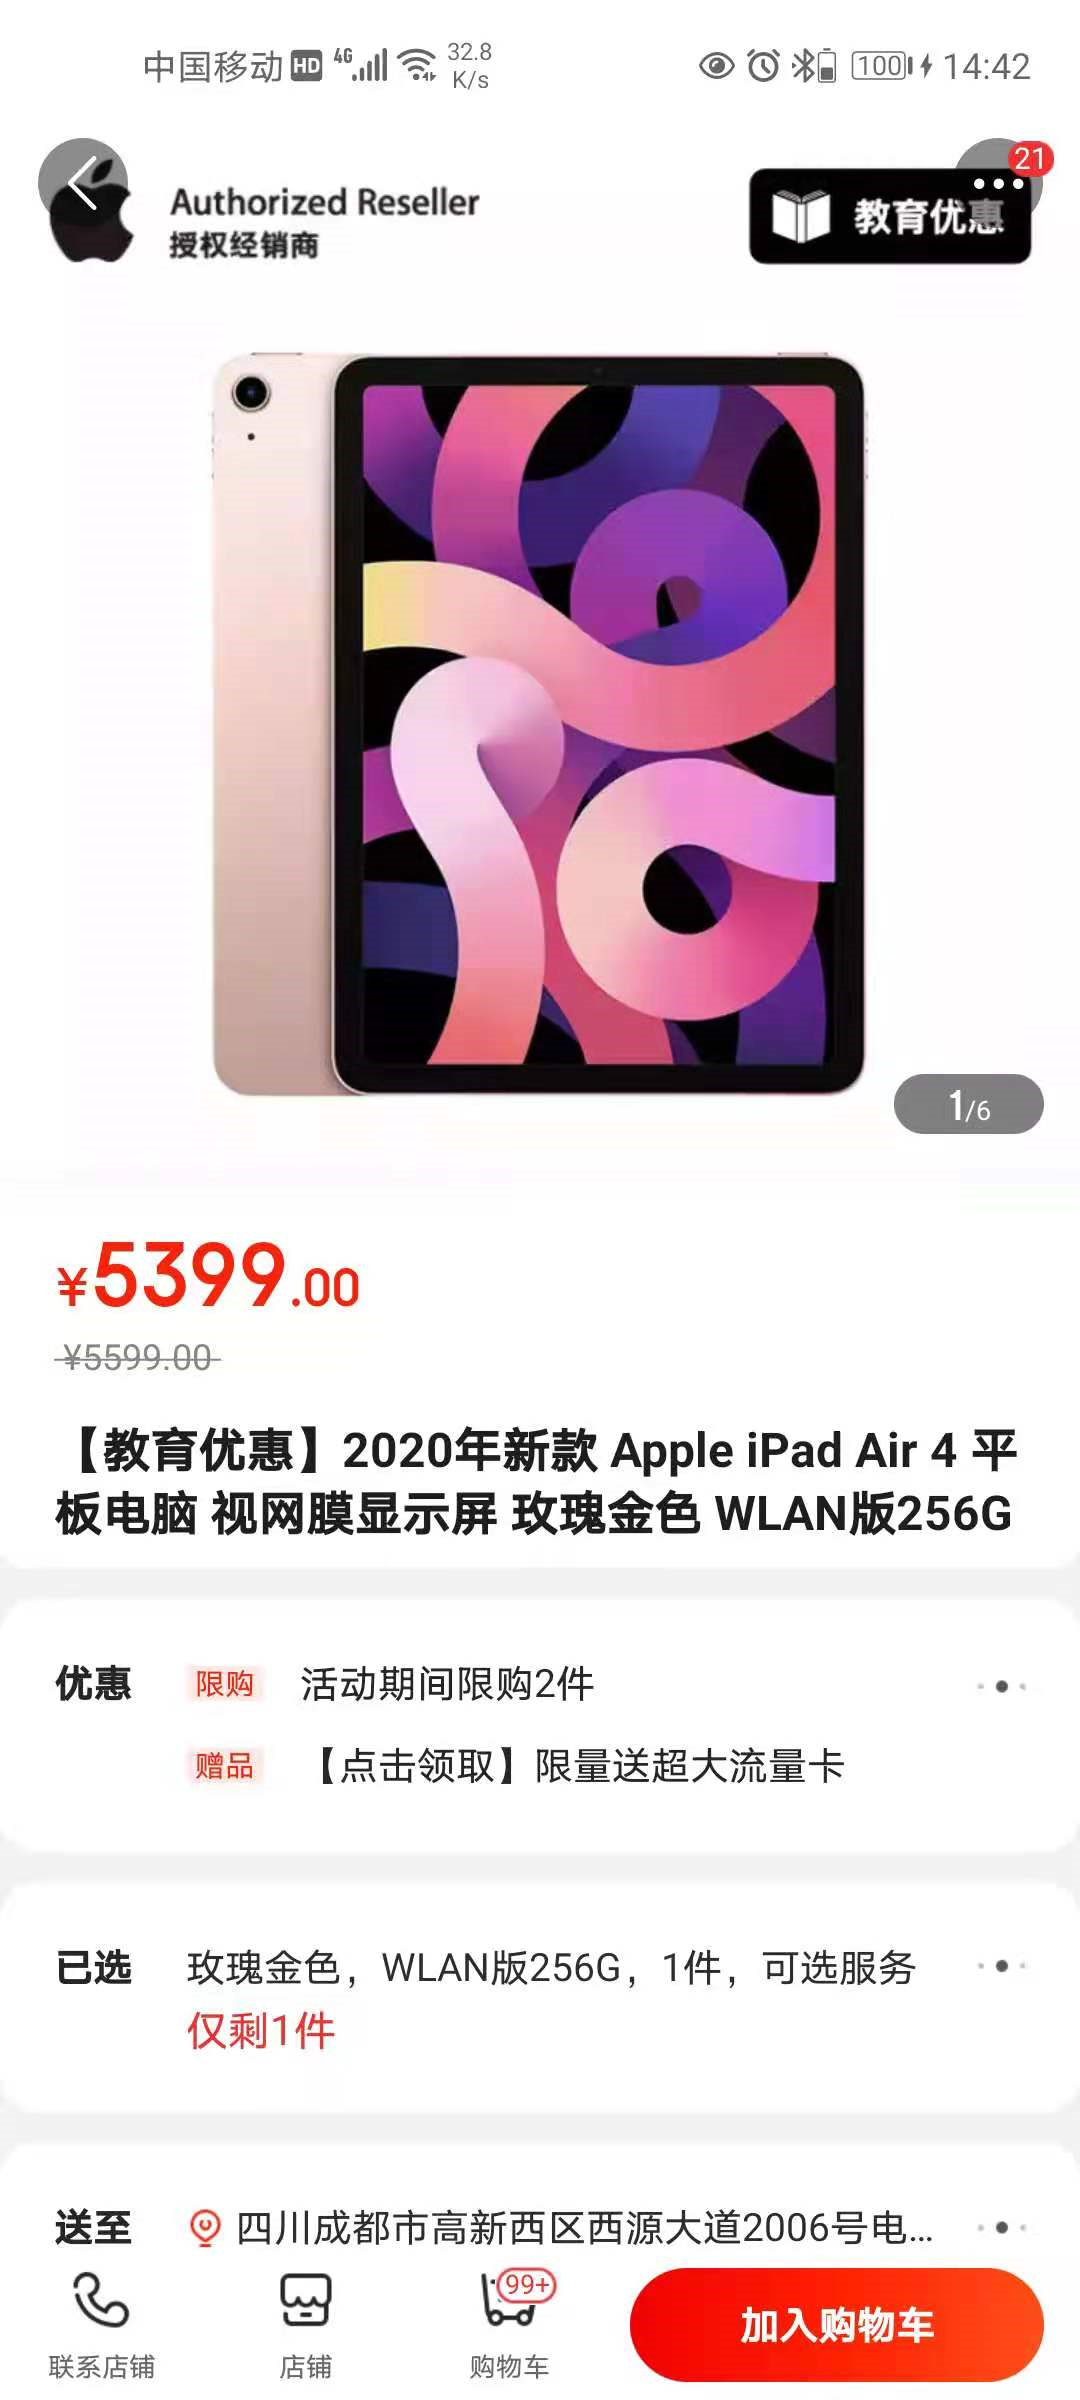 中国移动 HD 4G 32.8 K/s 100 14:42
21
Authorized Reseller
授权经销商
教育优惠
1/6
¥5399.00
¥5599.00
【教育优惠】2020年新款 Apple iPad Air 4 平
板电脑 视网膜显示屏 玫瑰金色 WLAN版256G
优惠 限购 活动期间限购2件
赠品 【点击领取】限量送超大流量卡
已选 玫瑰金色，WLAN版256G，1件，可选服务
仅剩1件
送至 四川成都市高新西区西源大道2006号电...
99+
联系店铺 店铺 购物车 加入购物车